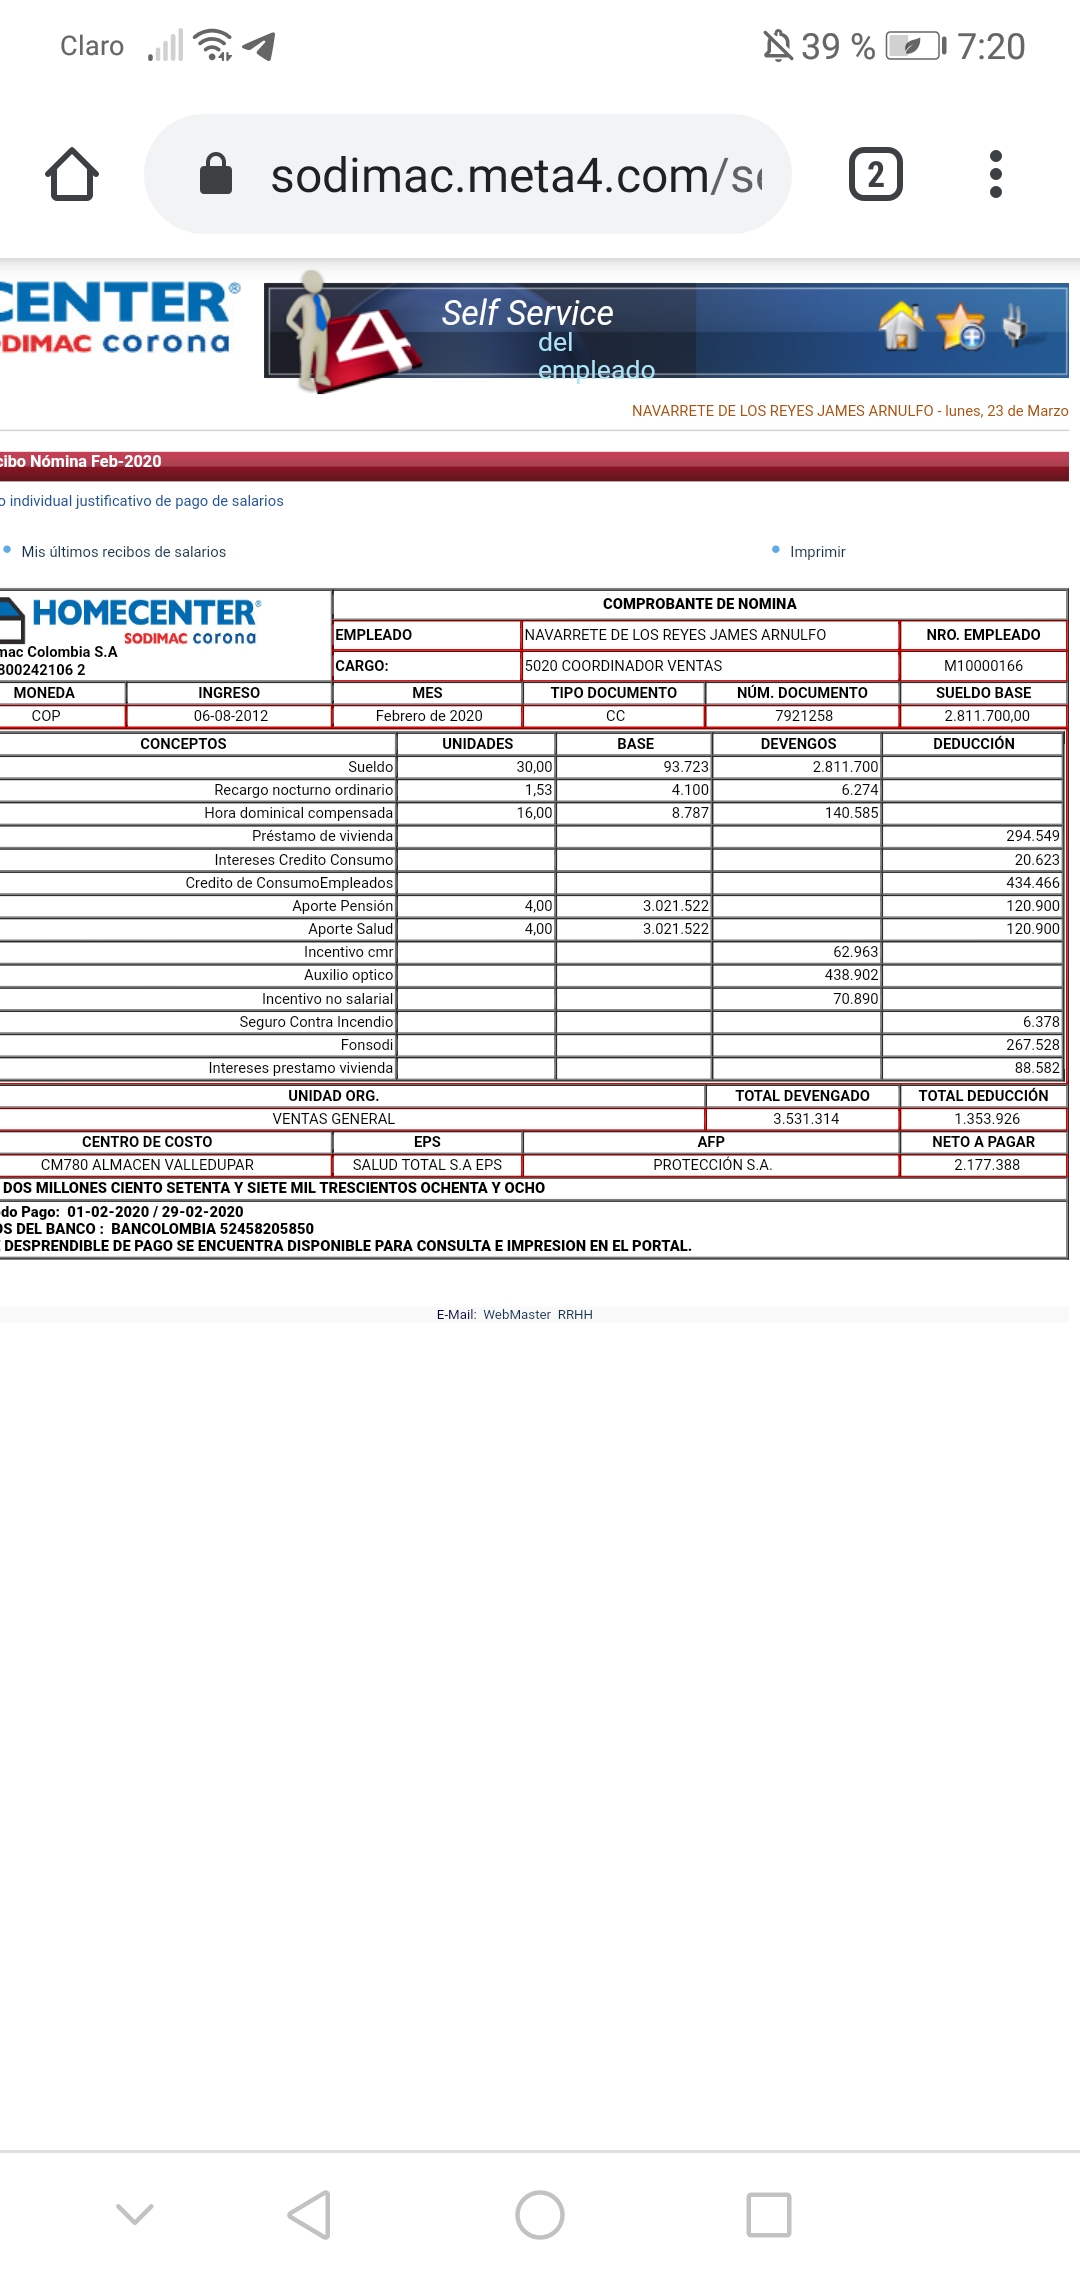 Claro 39 % 7:20
sodimac.meta4.com/se
2
CENTER®
DIMAC corona
4
Self Service
del
empleado
NAVARRETE DE LOS REYES JAMES ARNULFO - lunes, 23 de Marzo
cibo Nómina Feb-2020
o individual justificativo de pago de salarios
Mis últimos recibos de salarios Imprimir
HOMECENTER®
SODIMAC corona
mac Colombia S.A
800242106 2
COMPROBANTE DE NOMINA
EMPLEADO NAVARRETE DE LOS REYES JAMES ARNULFO NRO. EMPLEADO
CARGO: 5020 COORDINADOR VENTAS M10000166
MONEDA INGRESO MES TIPO DOCUMENTO NÚM. DOCUMENTO SUELDO BASE
COP 06-08-2012 Febrero de 2020 CC 7921258 2.811.700,00
CONCEPTOS UNIDADES BASE DEVENGOS DEDUCCIÓN
Sueldo 30,00 93.723 2.811.700
Recargo nocturno ordinario 1,53 4.100 6.274
Hora dominical compensada 16,00 8.787 140.585
Préstamo de vivienda 294.549
Intereses Credito Consumo 20.623
Credito de ConsumoEmpleados 434.466
Aporte Pensión 4,00 3.021.522 120.900
Aporte Salud 4,00 3.021.522 120.900
Incentivo cmr 62.963
Auxilio optico 438.902
Incentivo no salarial 70.890
Seguro Contra Incendio 6.378
Fonsodi 267.528
Intereses prestamo vivienda 88.582
UNIDAD ORG. TOTAL DEVENGADO TOTAL DEDUCCIÓN
VENTAS GENERAL 3.531.314 1.353.926
CENTRO DE COSTO EPS AFP NETO A PAGAR
CM780 ALMACEN VALLEDUPAR SALUD TOTAL S.A EPS PROTECCIÓN S.A. 2.177.388
DOS MILLONES CIENTO SETENTA Y SIETE MIL TRESCIENTOS OCHENTA Y OCHO
do Pago: 01-02-2020 / 29-02-2020
OS DEL BANCO : BANCOLOMBIA 52458205850
DESPRENDIBLE DE PAGO SE ENCUENTRA DISPONIBLE PARA CONSULTA E IMPRESION EN EL PORTAL.
E-Mail: WebMaster RRHH